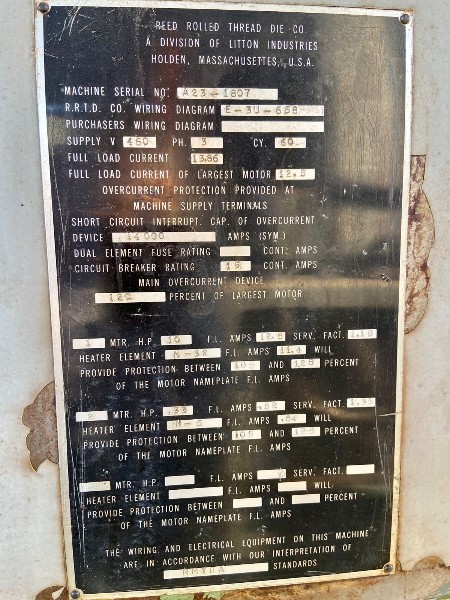 REED ROLLED THREAD DIE CO.
A DIVISION OF LITTON INDUSTRIES
HOLDEN, MASSACHUSETTS, U.S.A.
MACHINE SERIAL NO. A23-1807
R.R.T.D. CO. WIRING DIAGRAM E-3U-658
PURCHASERS WIRING DIAGRAM
SUPPLY V 460 PH. 3 CY. 60
FULL LOAD CURRENT 13.86
FULL LOAD CURRENT OF LARGEST MOTOR 12.5
OVERCURRENT PROTECTION PROVIDED AT
MACHINE SUPPLY TERMINALS
SHORT CIRCUIT INTERRUPT. CAP. OF OVERCURRENT
DEVICE 14000 AMPS (SYM.)
DUAL ELEMENT FUSE RATING CONT. AMPS
CIRCUIT BREAKER RATING 15 CONT. AMPS
MAIN OVERCURRENT DEVICE
120 PERCENT OF LARGEST MOTOR
1 MTR. H.P. 10 F.L. AMPS 12.5 SERV. FACT. 1.15
HEATER ELEMENT N-32 F.L. AMPS 11.4 WILL
PROVIDE PROTECTION BETWEEN 105 AND 125 PERCENT
OF THE MOTOR NAMEPLATE F.L. AMPS
2 MTR. H.P. .33 F.L. AMPS SERV. FACT 1.35
HEATER ELEMENT F.L. AMPS WILL
PROVIDE PROTECTION BETWEEN 105 AND 125 PERCENT
OF THE MOTOR NAMEPLATE F.L. AMPS
MTR. H.P. F.L. AMPS SERV. FACT.
HEATER ELEMENT F.L. AMPS WILL
PROVIDE PROTECTION BETWEEN AND PERCENT
OF THE MOTOR NAMEPLATE F.L. AMPS
THE WIRING AND ELECTRICAL EQUIPMENT ON THIS MACHINE
ARE IN ACCORDANCE WITH OUR INTERPRETATION OF
NMTBA STANDARDS